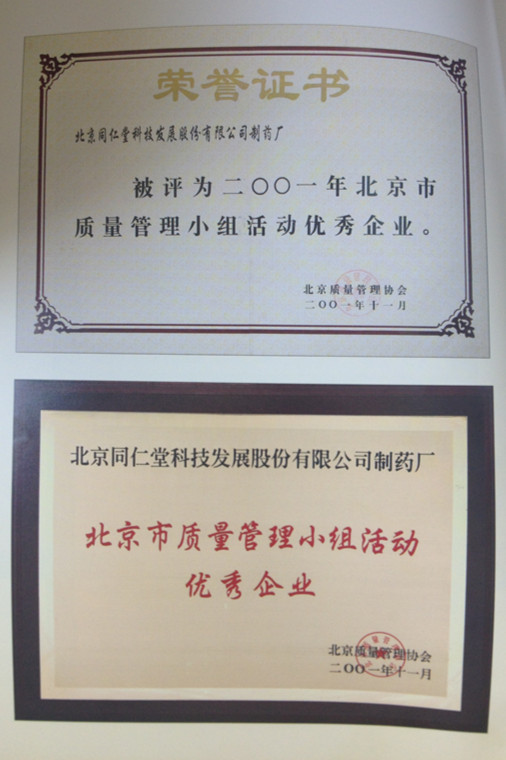 荣誉证书
北京同仁堂科技发展股份有限公司制药厂
被评为二〇〇一年北京市
质量管理小组活动优秀企业。
北京质量管理协会
二〇〇一年十一月
北京同仁堂科技发展股份有限公司制药厂
北京市质量管理小组活动
优秀企业
北京质量管理协会
二〇〇一年十一月